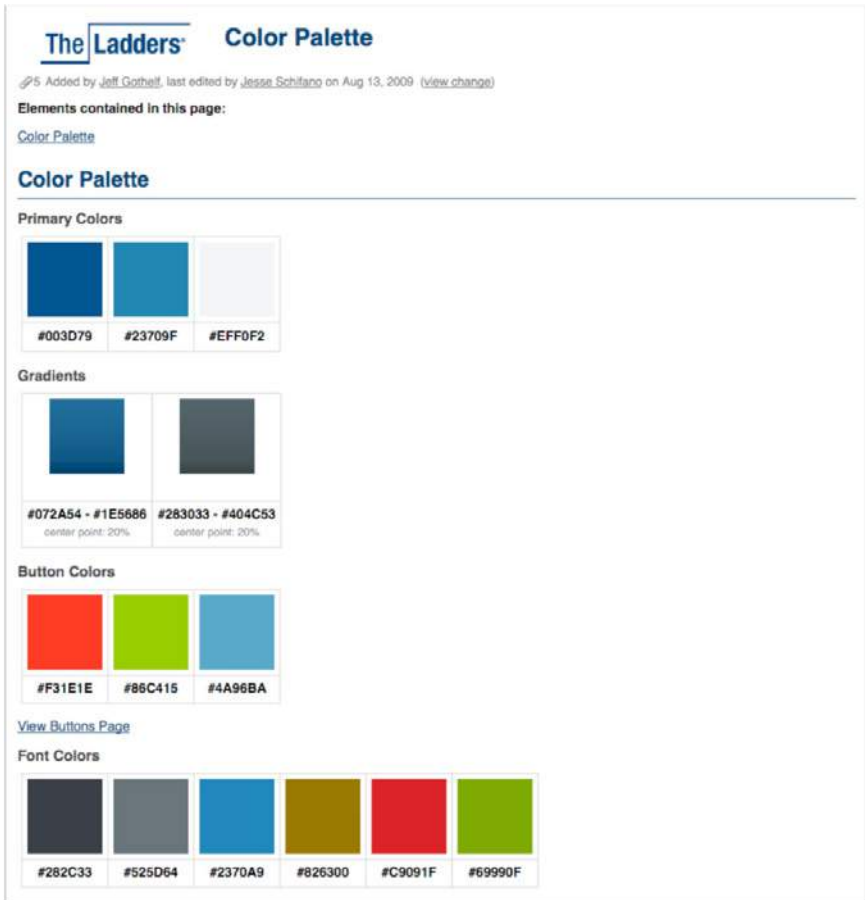 The Ladders® Color Palette
5 Added by Jeff Gothelf, last edited by Jesse Schifano on Aug 13, 2009 (view change)
Elements contained in this page:
Color Palette
Color Palette
Primary Colors
#003D79 #23709F #EFF0F2
Gradients
#072A54 - #1E5686 #283033 - #404C53
center point: 20% center point: 20%
Button Colors
#F31E1E #86C415 #4A96BA
View Buttons Page
Font Colors
#282C33 #525D64 #2370A9 #826300 #C9091F #69990F